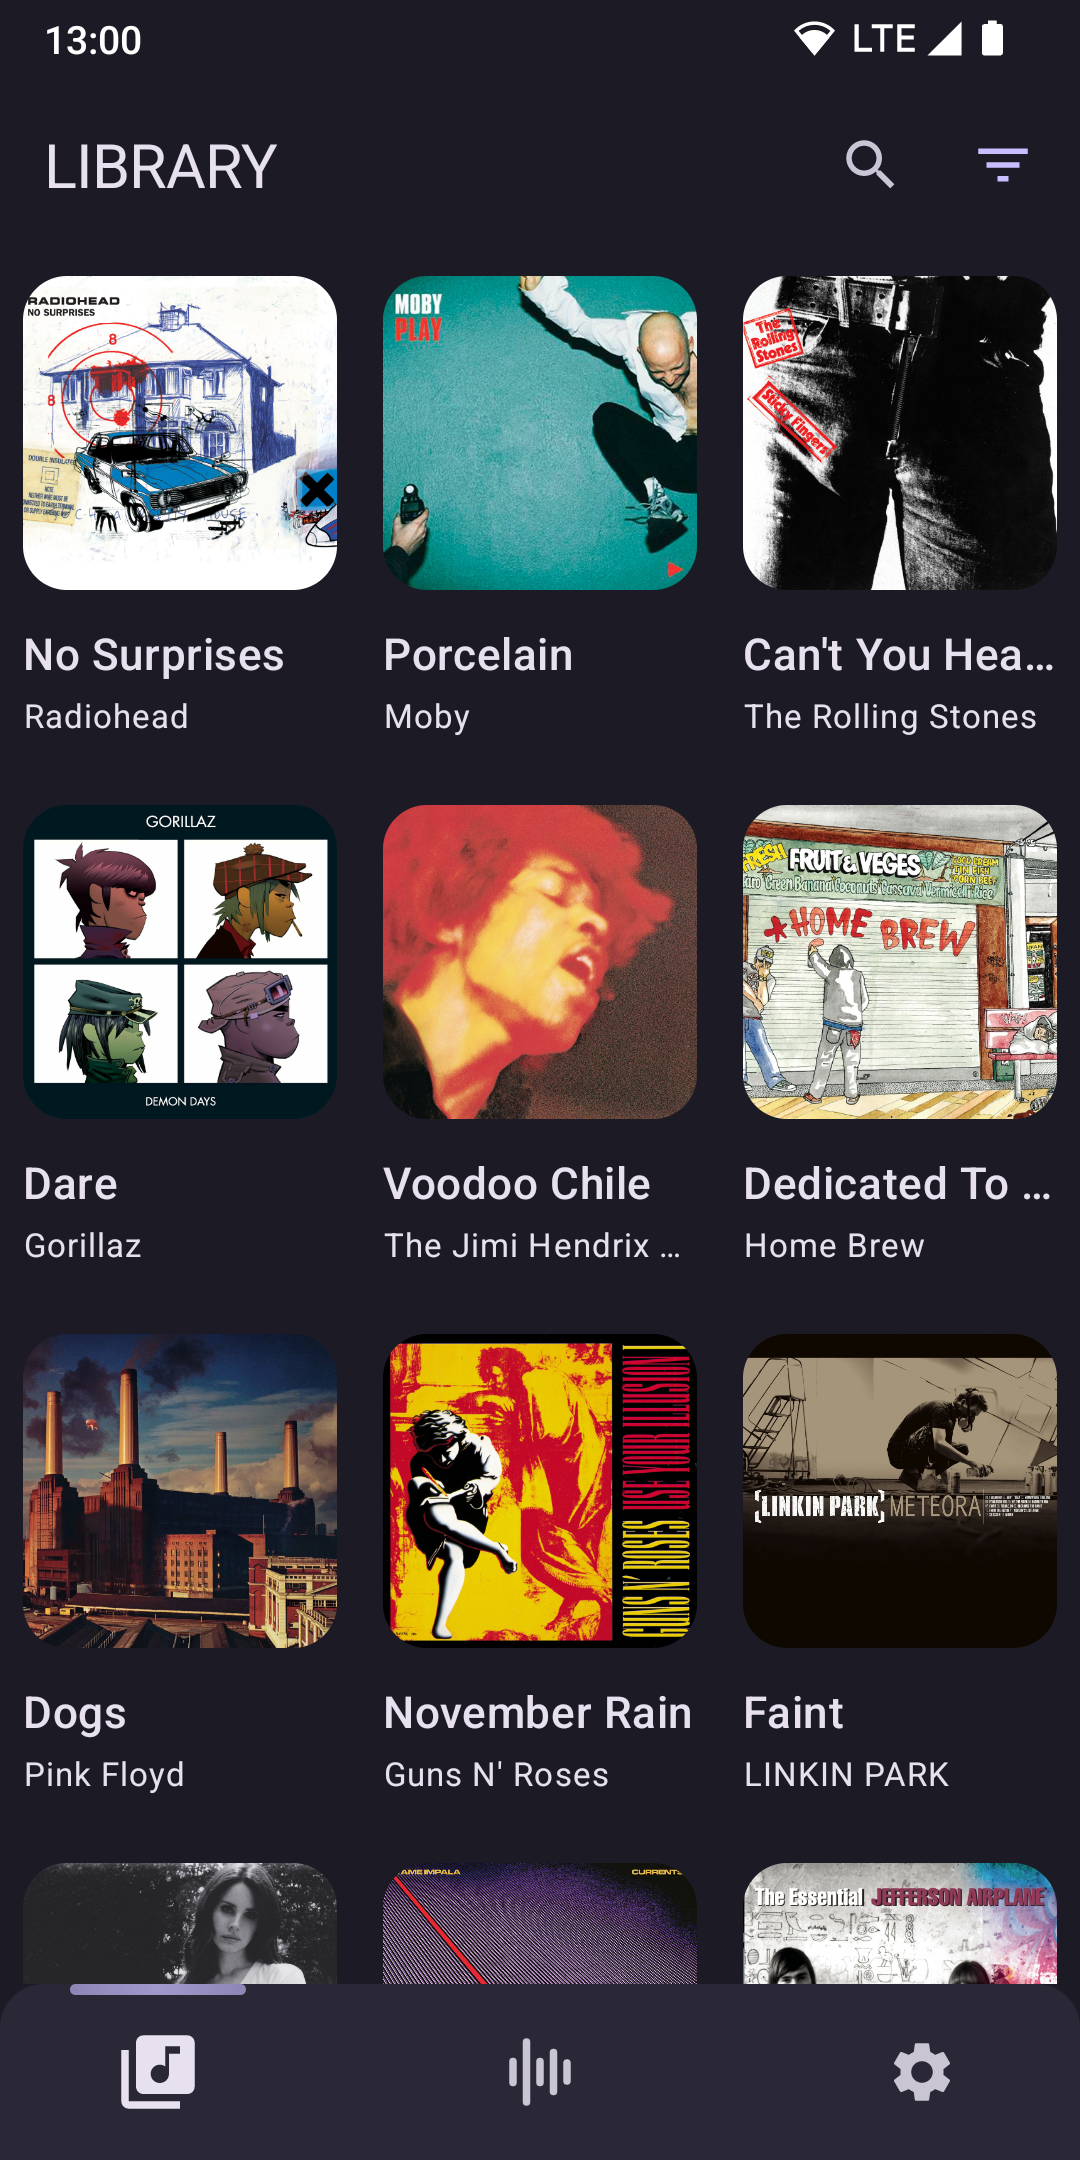 13:00
LTE
LIBRARY
RADIOHEAD
NO SURPRISES
8
8
MOBY
PLAY
The
Rolling
Stones
Sticky Fingers
No Surprises
Porcelain
Can't You Hea...
Radiohead
Moby
The Rolling Stones
GORILLAZ
DEMON DAYS
FRESH
FRUIT & VEGES
HOME BREW
Dare
Voodoo Chile
Dedicated To ...
Gorillaz
The Jimi Hendrix ...
Home Brew
GUNS N' ROSES USE YOUR ILLUSION I
[LINKIN PARK] METEORA
Dogs
November Rain
Faint
Pink Floyd
Guns N' Roses
LINKIN PARK
AME IMPALA
CURRENTS
The Essential JEFFERSON AIRPLANE